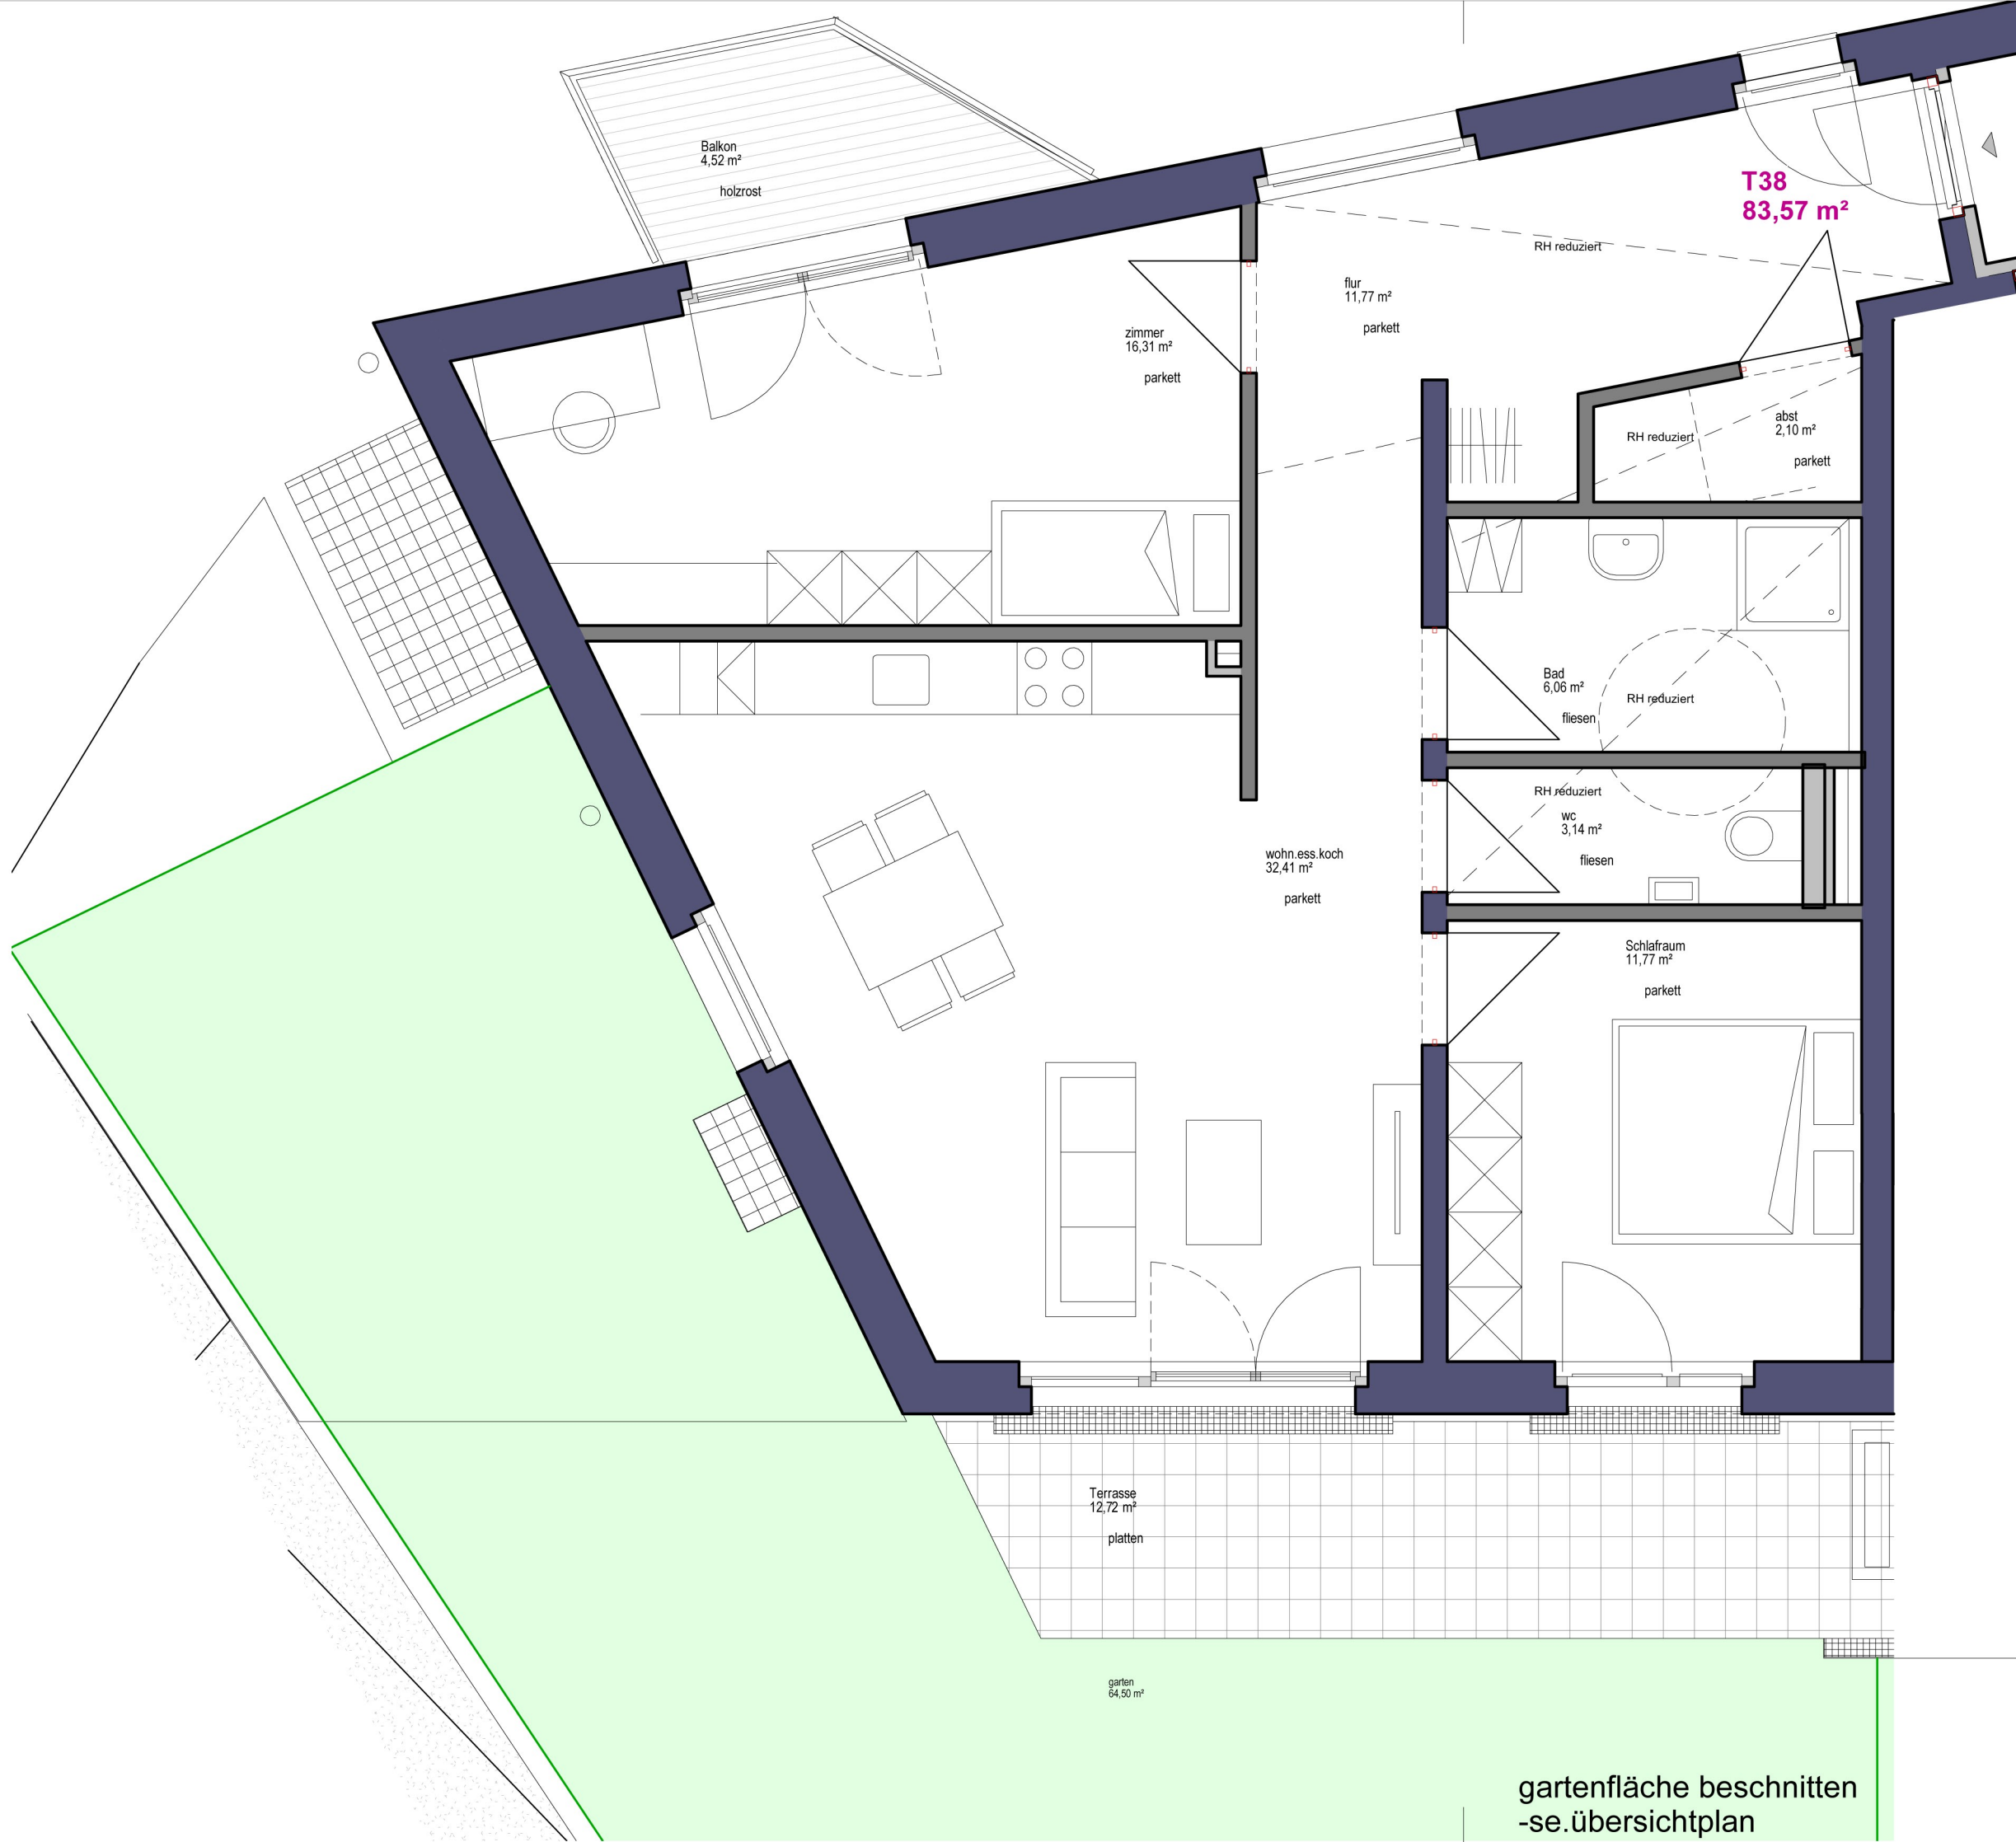 Balkon
4,52 m²
holzrost
T38
83,57 m²
RH reduziert
flur
11,77 m²
parkett
zimmer
16,31 m²
parkett
abst
2,10 m²
parkett
RH reduziert
Bad
6,06 m²
fliesen
RH reduziert
RH reduziert
wc
3,14 m²
fliesen
wohn.ess.koch
32,41 m²
parkett
Schlafraum
11,77 m²
parkett
Terrasse
12,72 m²
platten
garten
64,50 m²
gartenfläche beschnitten
-se.übersichtplan